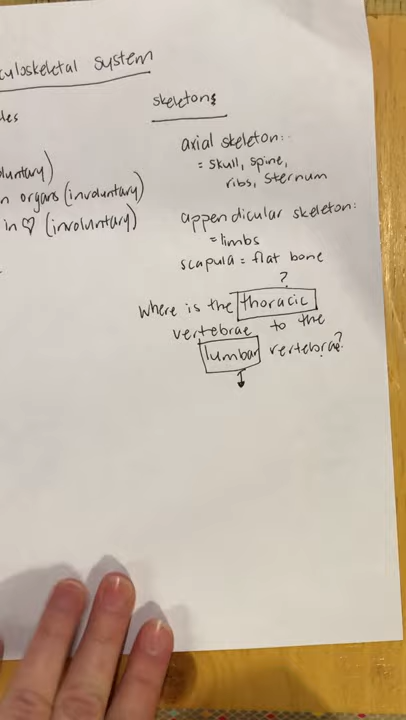 culoskeletal system
skeletons
les
axial skeleton:
= skull, spine,
ribs, sternum
luntary)
n organs (involuntary)
in ♡ (involuntary)
appendicular skeleton:
= limbs
scapula = flat bone
?
where is the thoracic
vertebrae to the
lumbar vertebrae?